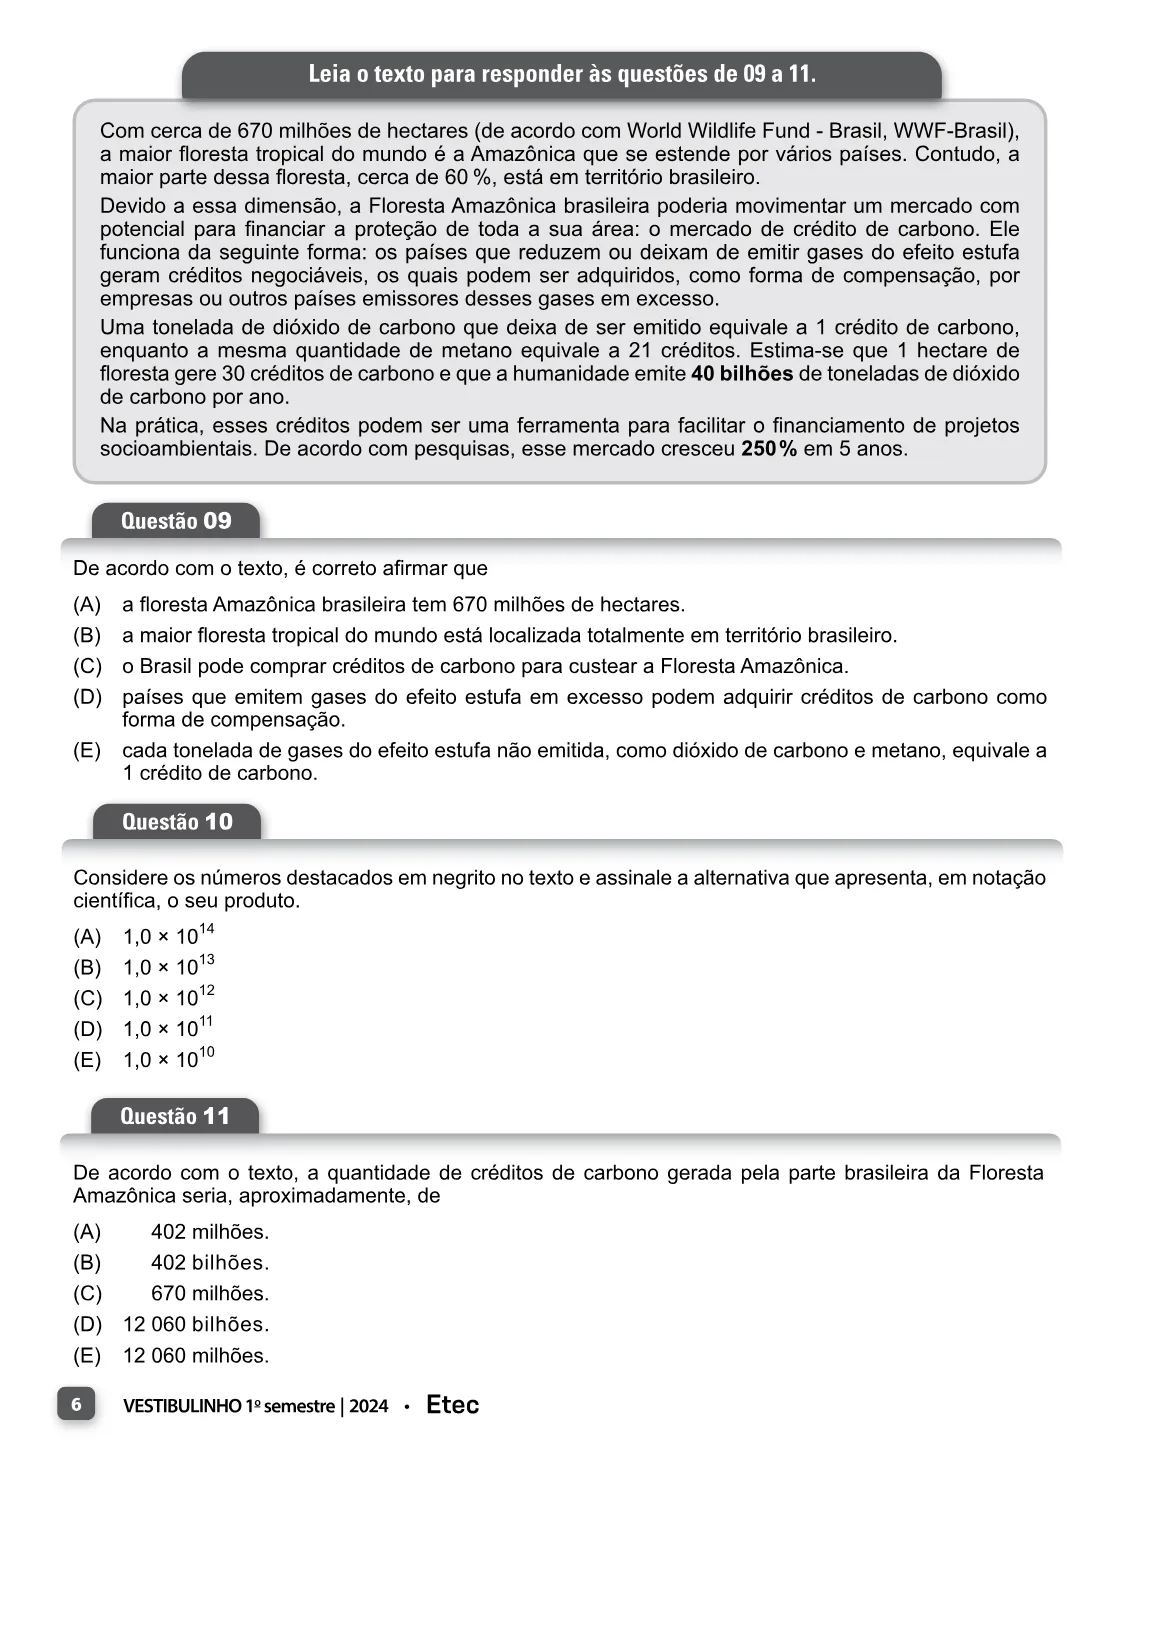 Leia o texto para responder às questões de 09 a 11.
Com cerca de 670 milhões de hectares (de acordo com World Wildlife Fund - Brasil, WWF-Brasil),
a maior floresta tropical do mundo é a Amazônica que se estende por vários países. Contudo, a
maior parte dessa floresta, cerca de 60 %, está em território brasileiro.
Devido a essa dimensão, a Floresta Amazônica brasileira poderia movimentar um mercado com
potencial para financiar a proteção de toda a sua área: o mercado de crédito de carbono. Ele
funciona da seguinte forma: os países que reduzem ou deixam de emitir gases do efeito estufa
geram créditos negociáveis, os quais podem ser adquiridos, como forma de compensação, por
empresas ou outros países emissores desses gases em excesso.
Uma tonelada de dióxido de carbono que deixa de ser emitido equivale a 1 crédito de carbono,
enquanto a mesma quantidade de metano equivale a 21 créditos. Estima-se que 1 hectare de
floresta gere 30 créditos de carbono e que a humanidade emite 40 bilhões de toneladas de dióxido
de carbono por ano.
Na prática, esses créditos podem ser uma ferramenta para facilitar o financiamento de projetos
socioambientais. De acordo com pesquisas, esse mercado cresceu 250% em 5 anos.
Questão 09
De acordo com o texto, é correto afirmar que
(A) a floresta Amazônica brasileira tem 670 milhões de hectares.
(B) a maior floresta tropical do mundo está localizada totalmente em território brasileiro.
(C) o Brasil pode comprar créditos de carbono para custear a Floresta Amazônica.
(D) países que emitem gases do efeito estufa em excesso podem adquirir créditos de carbono como
forma de compensação.
(E) cada tonelada de gases do efeito estufa não emitida, como dióxido de carbono e metano, equivale a
1 crédito de carbono.
Questão 10
Considere os números destacados em negrito no texto e assinale a alternativa que apresenta, em notação
científica, o seu produto.
(A) 1,0 × 10¹⁴
(B) 1,0 × 10¹³
(C) 1,0 × 10¹²
(D) 1,0 × 10¹¹
(E) 1,0 × 10¹⁰
Questão 11
De acordo com o texto, a quantidade de créditos de carbono gerada pela parte brasileira da Floresta
Amazônica seria, aproximadamente, de
(A) 402 milhões.
(B) 402 bilhões.
(C) 670 milhões.
(D) 12 060 bilhões.
(E) 12 060 milhões.
6 VESTIBULINHO 1º semestre | 2024 • Etec